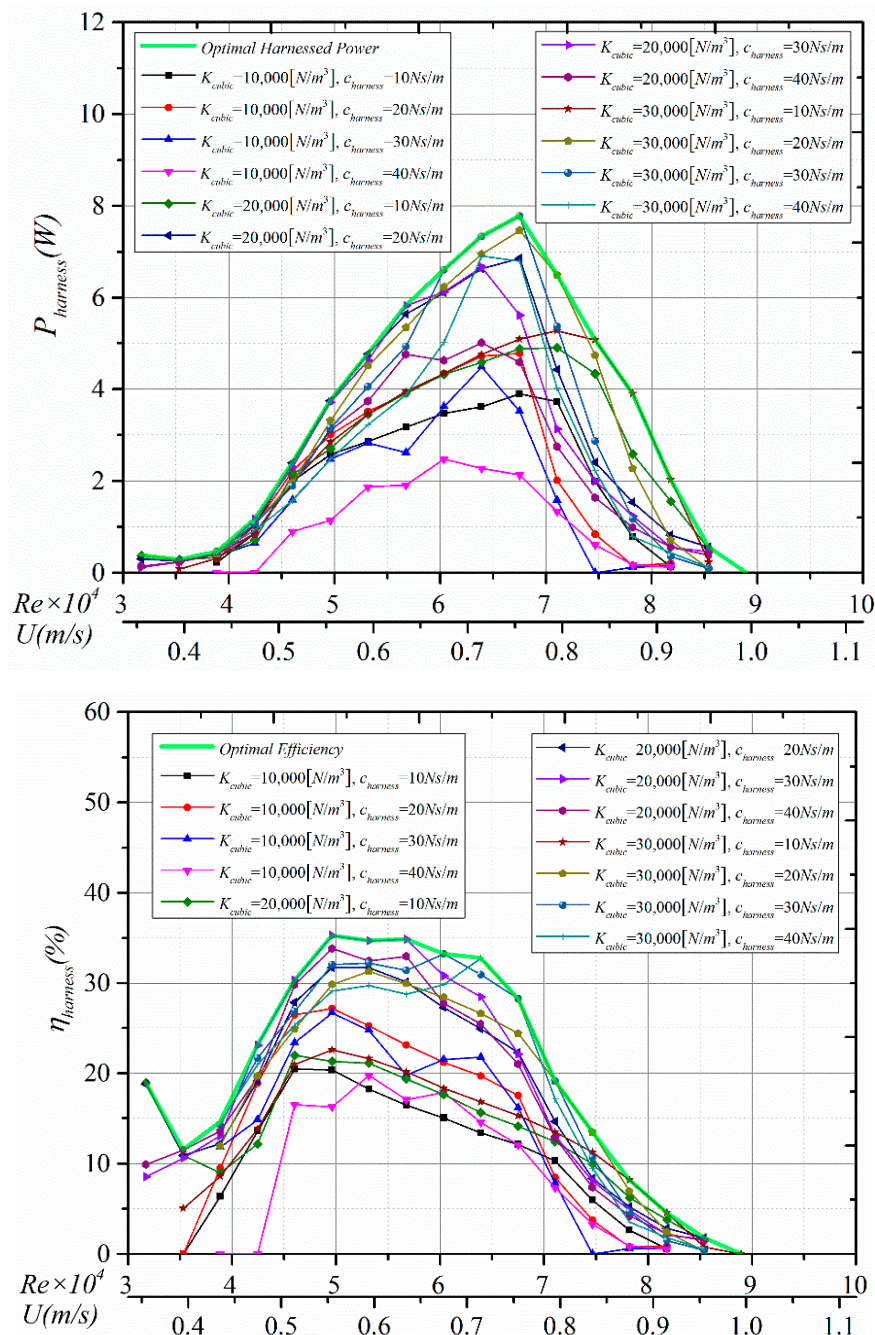 12
10
8
6
4
2
0
P_harness(W)
Optimal Harnessed Power
K_cubic=10,000[N/m³], c_harness=10Ns/m
K_cubic=10,000[N/m³], c_harness=20Ns/m
K_cubic=10,000[N/m³], c_harness=30Ns/m
K_cubic=10,000[N/m³], c_harness=40Ns/m
K_cubic=20,000[N/m³], c_harness=10Ns/m
K_cubic=20,000[N/m³], c_harness=20Ns/m
K_cubic=20,000[N/m³], c_harness=30Ns/m
K_cubic=20,000[N/m³], c_harness=40Ns/m
K_cubic=30,000[N/m³], c_harness=10Ns/m
K_cubic=30,000[N/m³], c_harness=20Ns/m
K_cubic=30,000[N/m³], c_harness=30Ns/m
K_cubic=30,000[N/m³], c_harness=40Ns/m
Re×10⁴ 3 4 5 6 7 8 9 10
U(m/s) 0.4 0.5 0.6 0.7 0.8 0.9 1.0 1.1
60
50
40
30
20
10
0
η_harness(%)
Optimal Efficiency
K_cubic=10,000[N/m³], c_harness=10Ns/m
K_cubic=10,000[N/m³], c_harness=20Ns/m
K_cubic=10,000[N/m³], c_harness=30Ns/m
K_cubic=10,000[N/m³], c_harness=40Ns/m
K_cubic=20,000[N/m³], c_harness=10Ns/m
K_cubic=20,000[N/m³], c_harness=20Ns/m
K_cubic=20,000[N/m³], c_harness=30Ns/m
K_cubic=20,000[N/m³], c_harness=40Ns/m
K_cubic=30,000[N/m³], c_harness=10Ns/m
K_cubic=30,000[N/m³], c_harness=20Ns/m
K_cubic=30,000[N/m³], c_harness=30Ns/m
K_cubic=30,000[N/m³], c_harness=40Ns/m
Re×10⁴ 3 4 5 6 7 8 9 10
U(m/s) 0.4 0.5 0.6 0.7 0.8 0.9 1.0 1.1